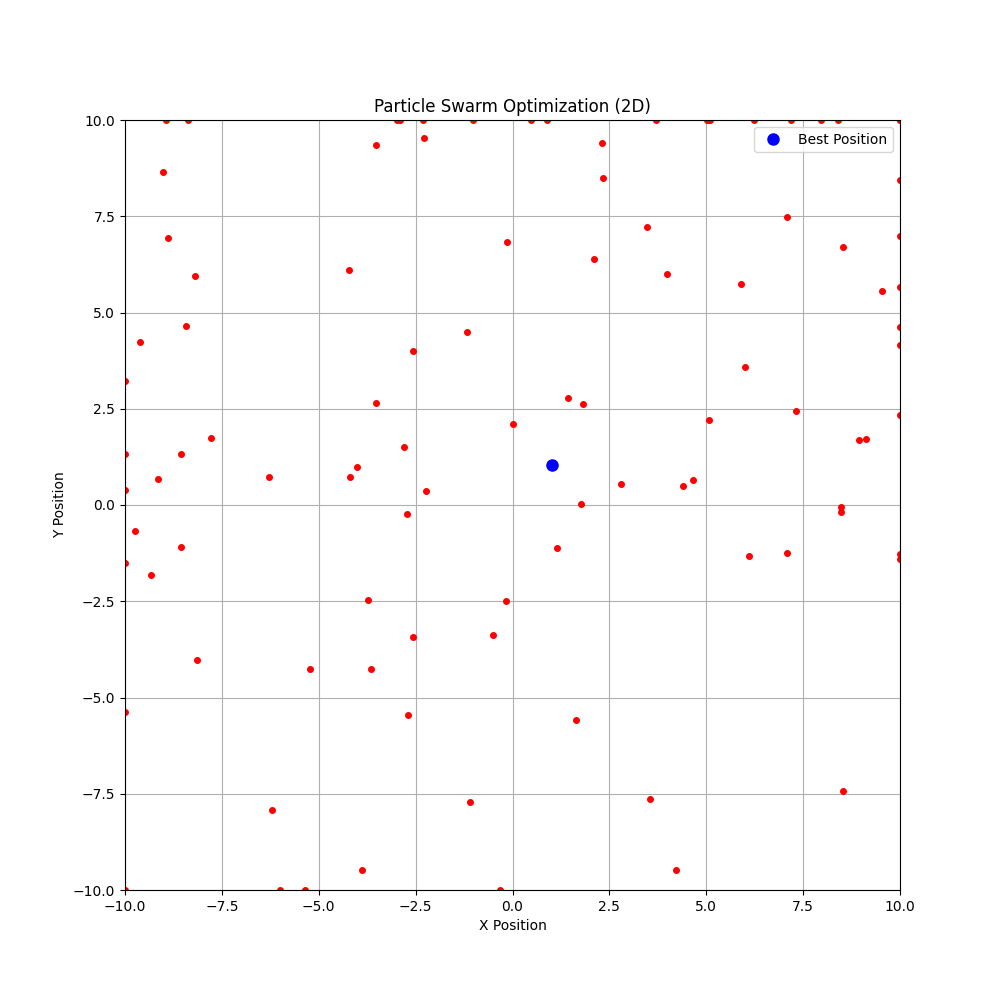 Particle Swarm Optimization (2D)
Best Position
Y Position
10.0
7.5
5.0
2.5
0.0
−2.5
−5.0
−7.5
−10.0
−10.0 −7.5 −5.0 −2.5 0.0 2.5 5.0 7.5 10.0
X Position